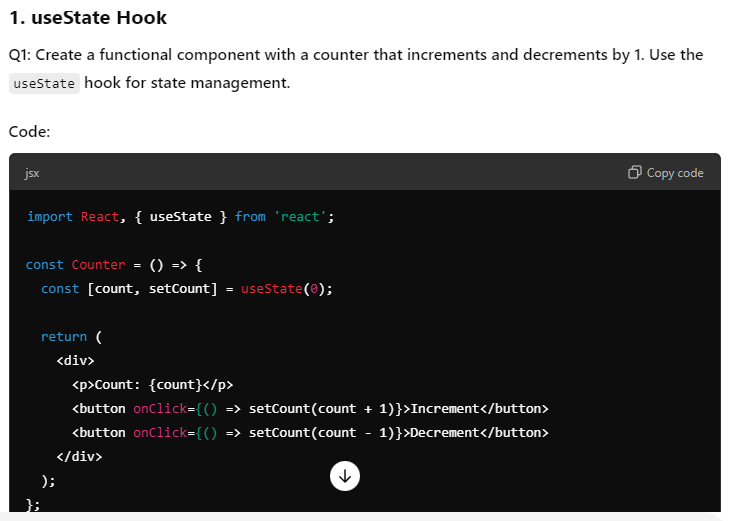 1. useState Hook
Q1: Create a functional component with a counter that increments and decrements by 1. Use the
useState hook for state management.
Code:
jsx
Copy code
import React, { useState } from 'react';
const Counter = () => {
  const [count, setCount] = useState(0);
  return (
    <div>
      <p>Count: {count}</p>
      <button onClick={() => setCount(count + 1)}>Increment</button>
      <button onClick={() => setCount(count - 1)}>Decrement</button>
    </div>
  );
};